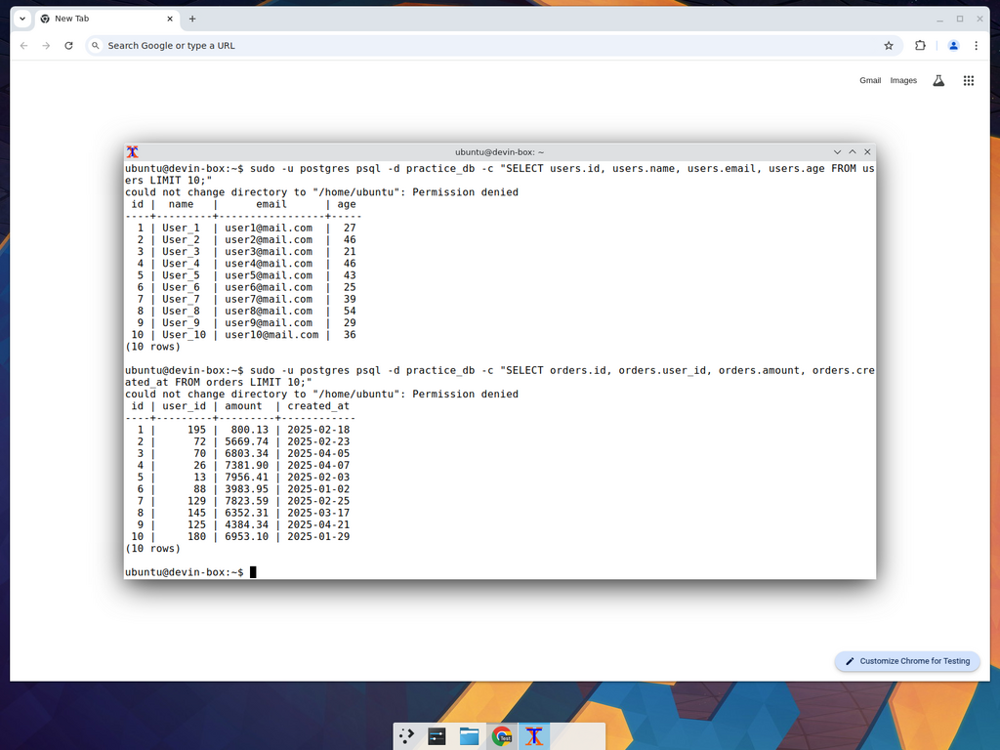 New Tab
Search Google or type a URL
Gmail Images
ubuntu@devin-box: ~
ubuntu@devin-box:~$ sudo -u postgres psql -d practice_db -c "SELECT users.id, users.name, users.email, users.age FROM us
ers LIMIT 10;"
could not change directory to "/home/ubuntu": Permission denied
 id |  name   |      email      | age
----+---------+-----------------+-----
  1 | User_1  | user1@mail.com  |  27
  2 | User_2  | user2@mail.com  |  46
  3 | User_3  | user3@mail.com  |  21
  4 | User_4  | user4@mail.com  |  46
  5 | User_5  | user5@mail.com  |  43
  6 | User_6  | user6@mail.com  |  25
  7 | User_7  | user7@mail.com  |  39
  8 | User_8  | user8@mail.com  |  54
  9 | User_9  | user9@mail.com  |  29
 10 | User_10 | user10@mail.com |  36
(10 rows)
ubuntu@devin-box:~$ sudo -u postgres psql -d practice_db -c "SELECT orders.id, orders.user_id, orders.amount, orders.cre
ated_at FROM orders LIMIT 10;"
could not change directory to "/home/ubuntu": Permission denied
 id | user_id | amount  | created_at
----+---------+---------+------------
  1 |     195 |  800.13 | 2025-02-18
  2 |      72 | 5669.74 | 2025-02-23
  3 |      70 | 6803.34 | 2025-04-05
  4 |      26 | 7381.90 | 2025-04-07
  5 |      13 | 7956.41 | 2025-02-03
  6 |      88 | 3983.95 | 2025-01-02
  7 |     129 | 7823.59 | 2025-02-25
  8 |     145 | 6352.31 | 2025-03-17
  9 |     125 | 4384.34 | 2025-04-21
 10 |     180 | 6953.10 | 2025-01-29
(10 rows)
ubuntu@devin-box:~$
Customize Chrome for Testing
Test